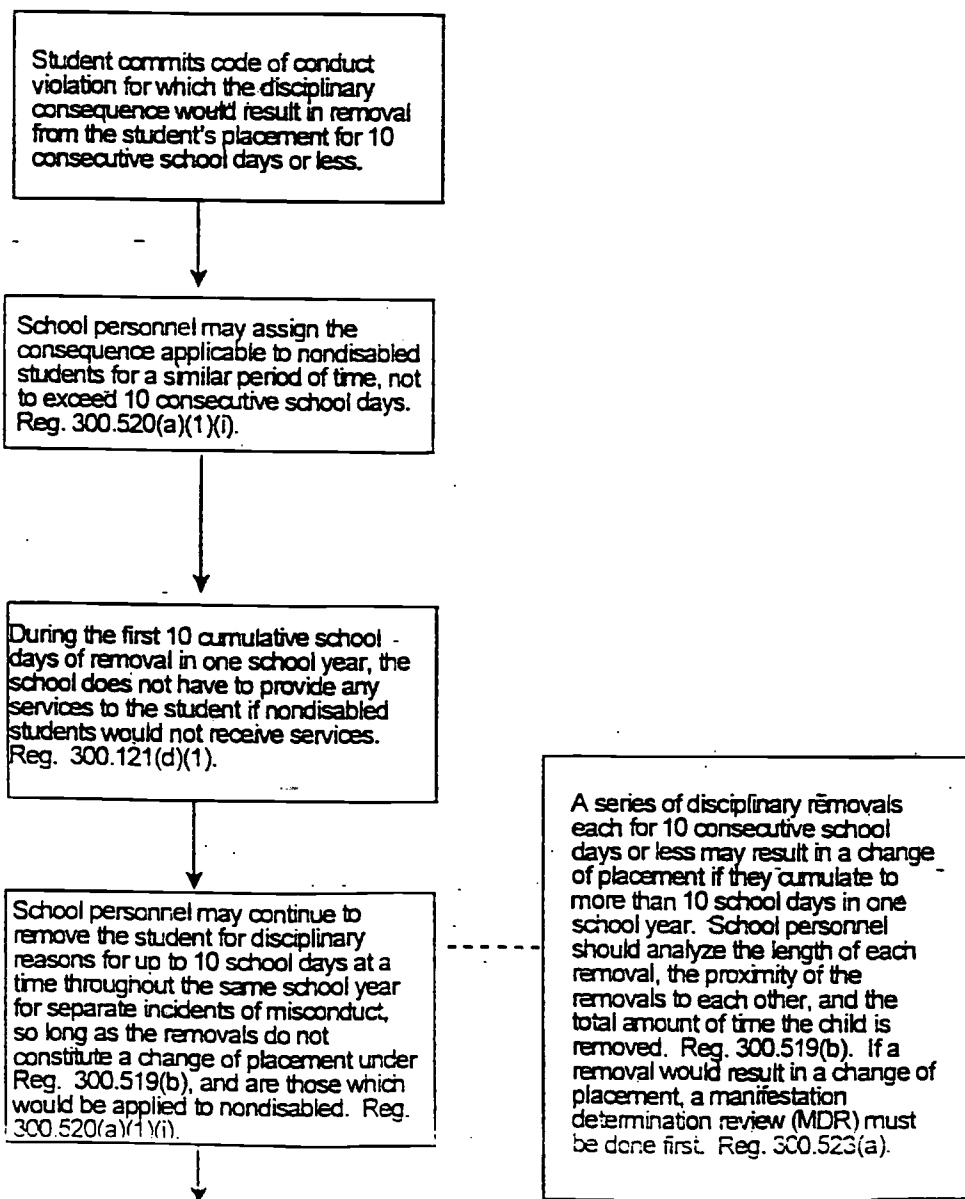 Student commits code of conduct
violation for which the disciplinary
consequence would result in removal
from the student's placement for 10
consecutive school days or less.
School personnel may assign the
consequence applicable to nondisabled
students for a similar period of time, not
to exceed 10 consecutive school days.
Reg. 300.520(a)(1)(i).
During the first 10 cumulative school
days of removal in one school year, the
school does not have to provide any
services to the student if nondisabled
students would not receive services.
Reg. 300.121(d)(1).
School personnel may continue to
remove the student for disciplinary
reasons for up to 10 school days at a
time throughout the same school year
for separate incidents of misconduct,
so long as the removals do not
constitute a change of placement under
Reg. 300.519(b), and are those which
would be applied to nondisabled. Reg.
300.520(a)(1)(i).
A series of disciplinary removals
each for 10 consecutive school
days or less may result in a change
of placement if they cumulate to
more than 10 school days in one
school year. School personnel
should analyze the length of each
removal, the proximity of the
removals to each other, and the
total amount of time the child is
removed. Reg. 300.519(b). If a
removal would result in a change of
placement, a manifestation
determination review (MDR) must
be done first. Reg. 300.523(a).